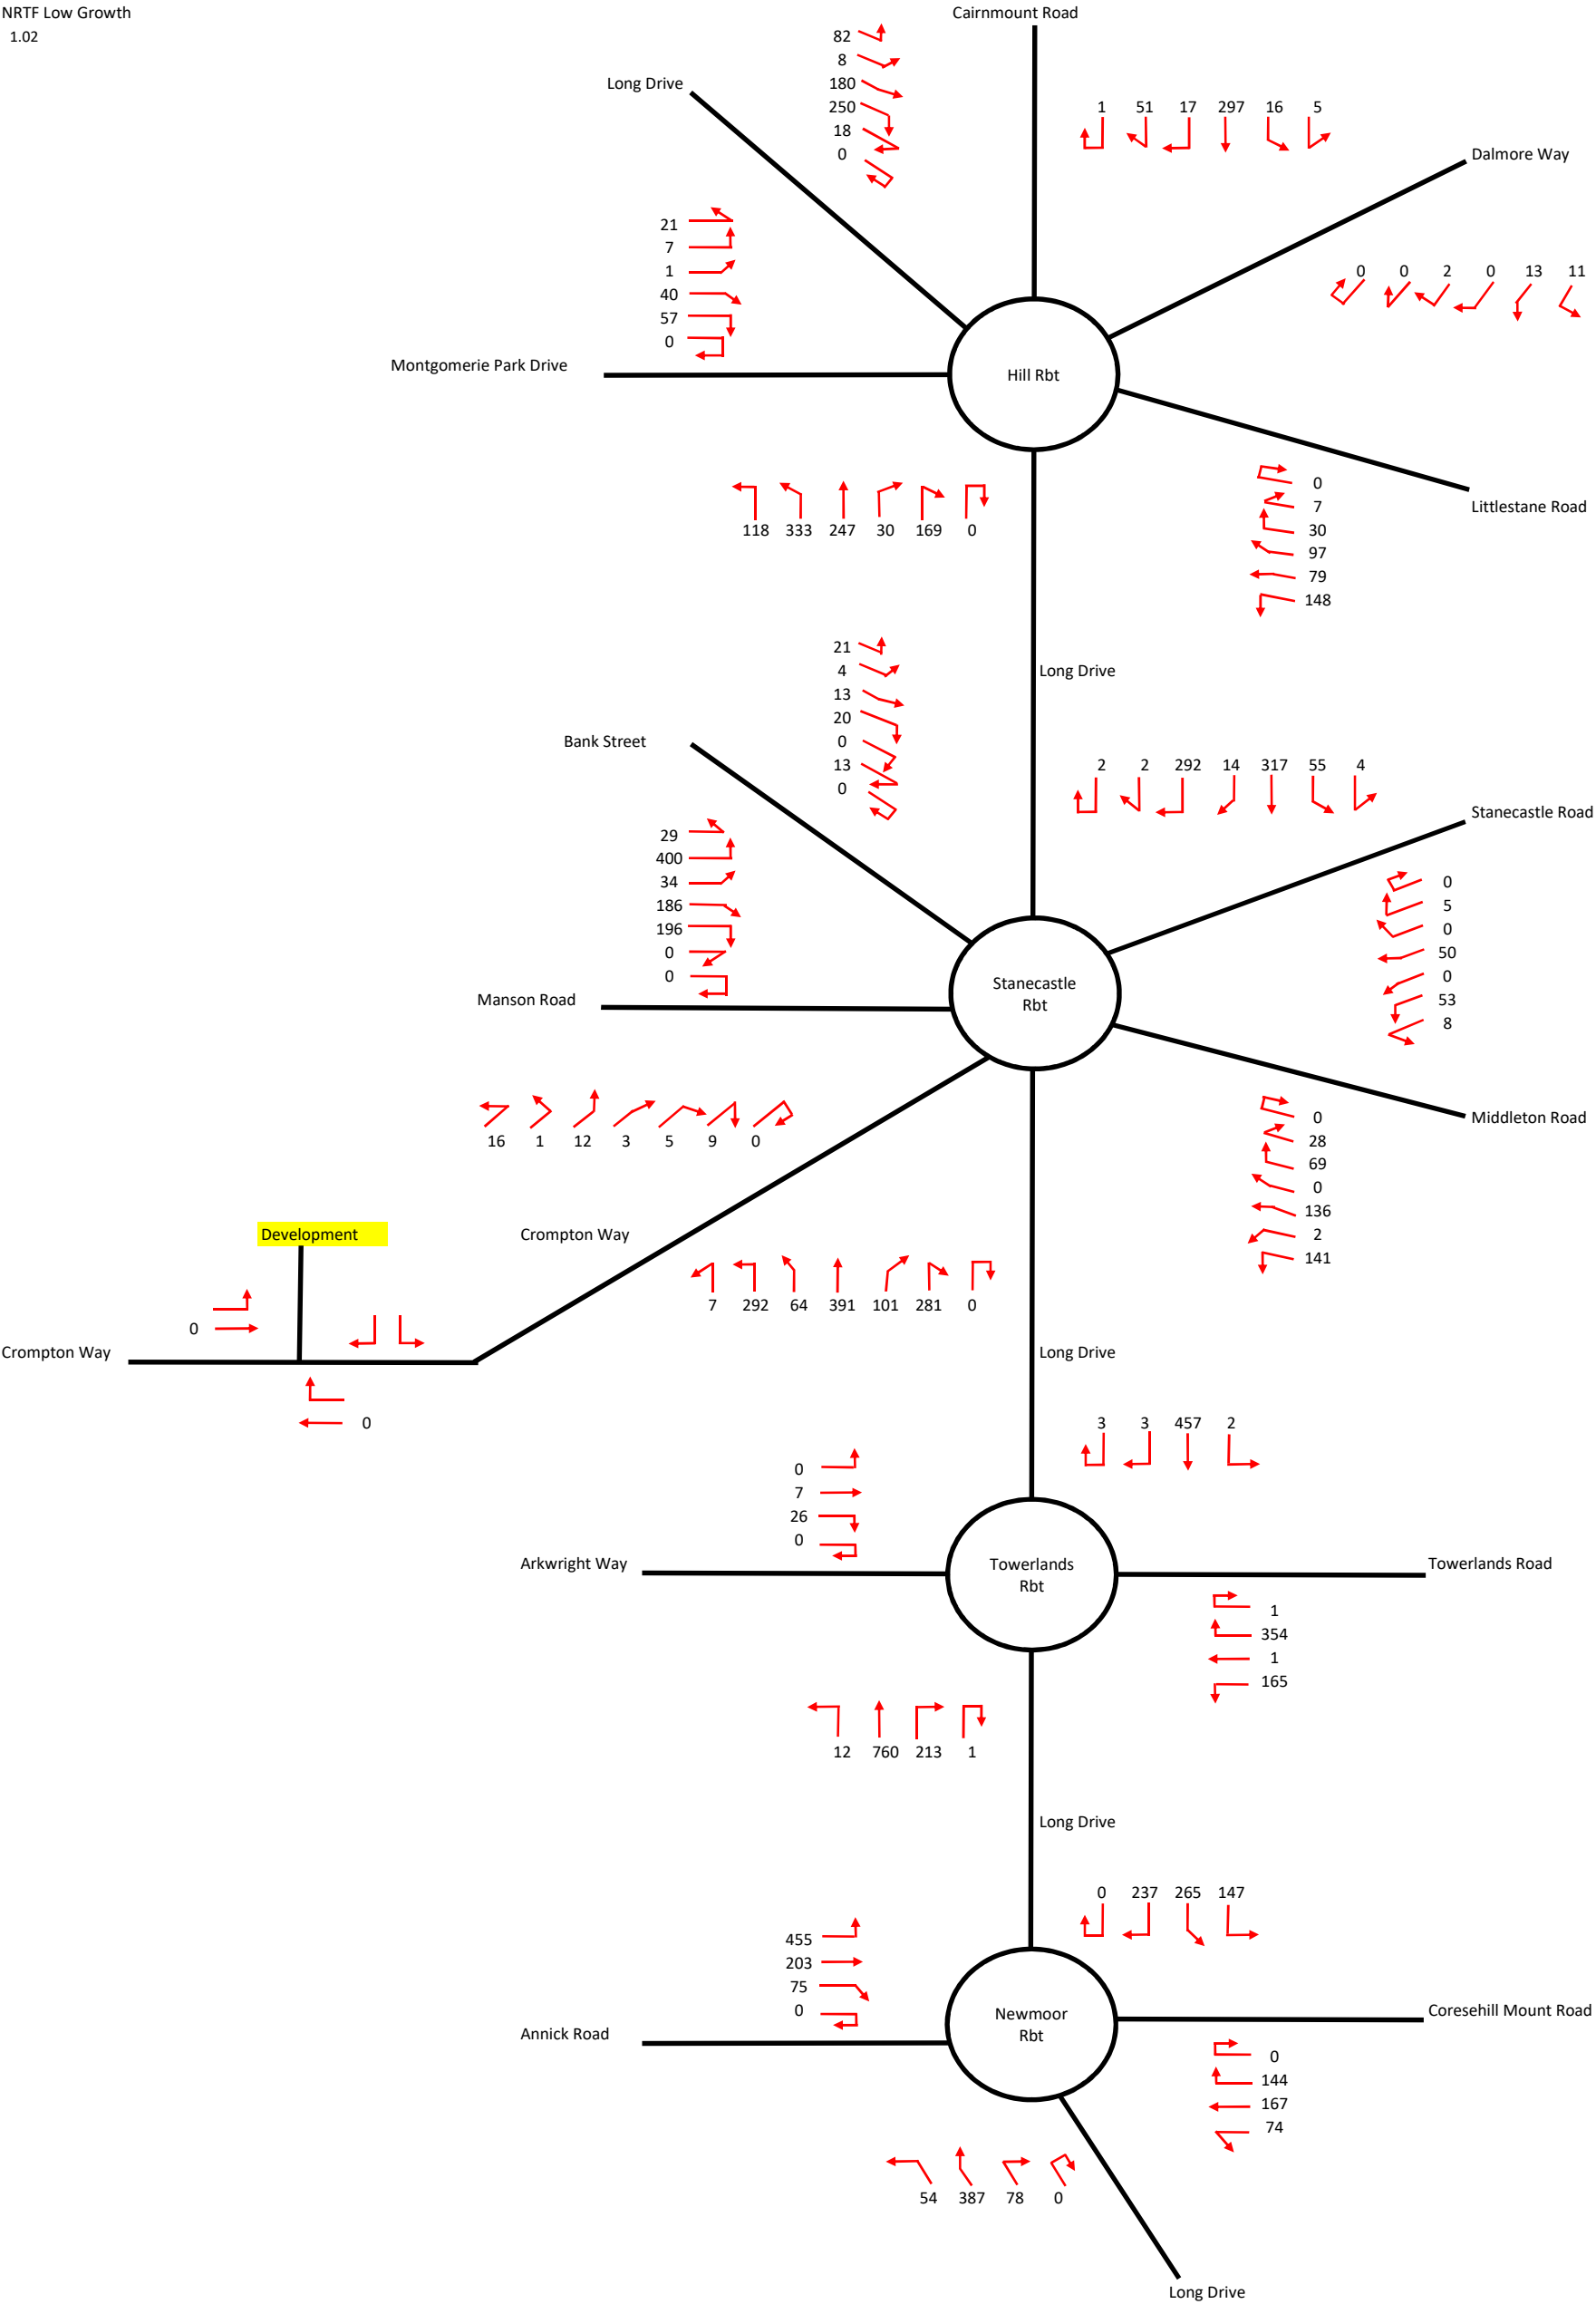 NRTF Low Growth
1.02
Cairnmount Road
Long Drive
82
8
180
250
18
0
1 51 17 297 16 5
Dalmore Way
0 0 2 0 13 11
21
7
1
40
57
0
Montgomerie Park Drive
Hill Rbt
118 333 247 30 169 0
0
7
30
97
79
148
Littlestane Road
Long Drive
21
4
13
20
0
13
0
Bank Street
2 2 292 14 317 55 4
Stanecastle Road
29
400
34
186
196
0
0
0
5
0
50
0
53
8
Manson Road
Stanecastle
Rbt
16 1 12 3 5 9 0
0
28
69
0
136
2
141
Middleton Road
Development
Crompton Way
7 292 64 391 101 281 0
0
Crompton Way
0
Long Drive
3 3 457 2
0
7
26
0
Arkwright Way
Towerlands
Rbt
Towerlands Road
1
354
1
165
12 760 213 1
Long Drive
0 237 265 147
455
203
75
0
Annick Road
Newmoor
Rbt
Coresehill Mount Road
0
144
167
74
54 387 78 0
Long Drive